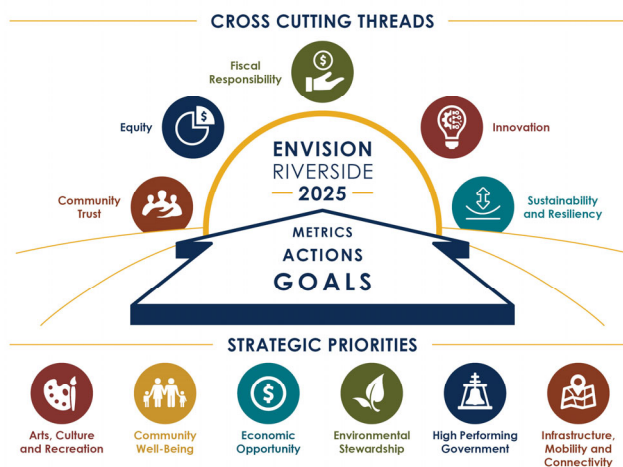 CROSS CUTTING THREADS
Fiscal
Responsibility
$
Equity
$
Innovation
ENVISION
RIVERSIDE
2025
Community
Trust
Sustainability
and Resiliency
METRICS
ACTIONS
GOALS
STRATEGIC PRIORITIES
$
Arts, Culture
and Recreation
Community
Well-Being
Economic
Opportunity
Environmental
Stewardship
High Performing
Government
Infrastructure,
Mobility and
Connectivity